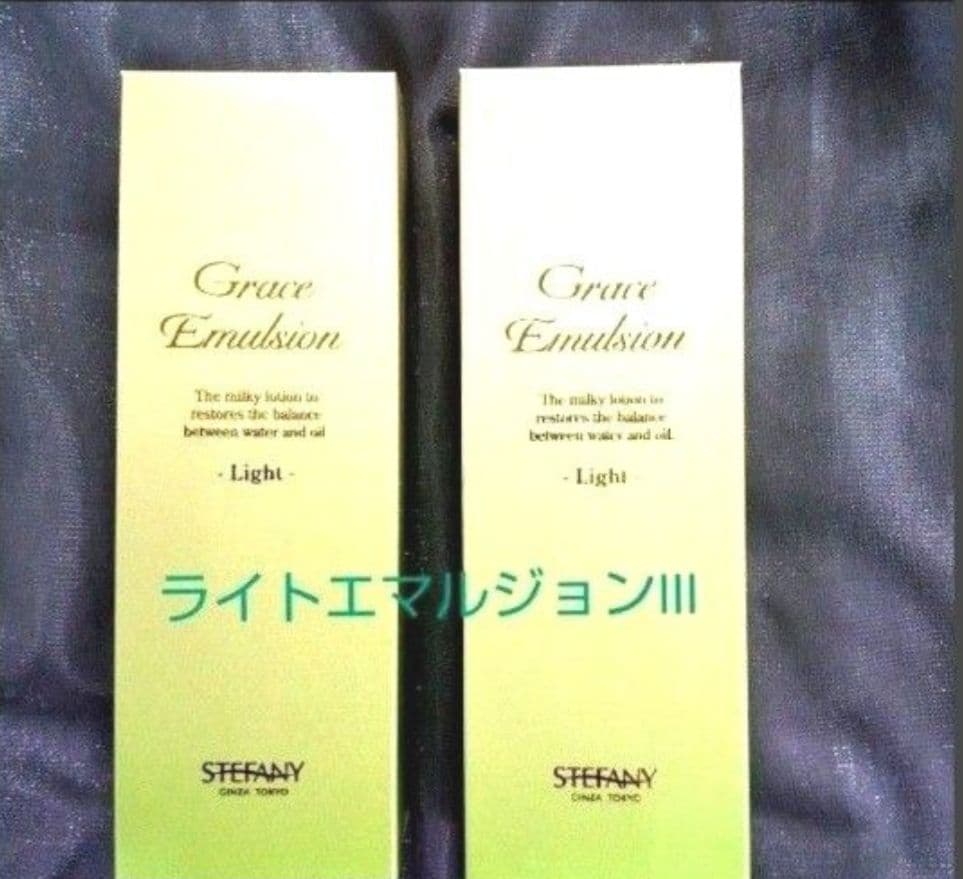 Grace
Emulsion
The milky lotion to
restores the balance
between water and oil
- Light -
STEFANY
GINZA TOKYO
Grace
Emulsion
The milky lotion to
restores the balance
between water and oil.
- Light -
STEFANY
GINZA TOKYO
ライトエマルジョンIII